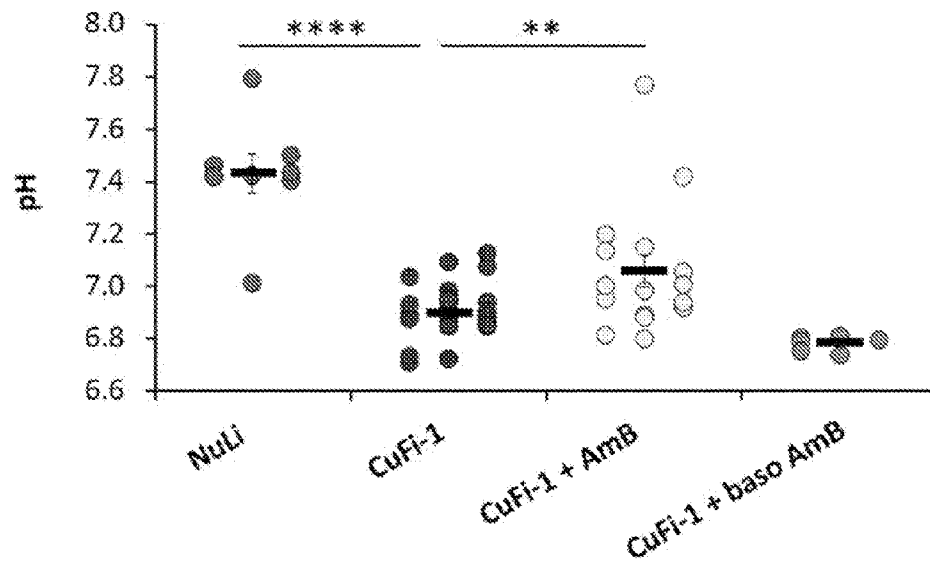 8.0
****
**
7.8
7.6
7.4
7.2
7.0
6.8
6.6
pH
NuLi
CuFi-1
CuFi-1 + AmB
CuFi-1 + baso AmB